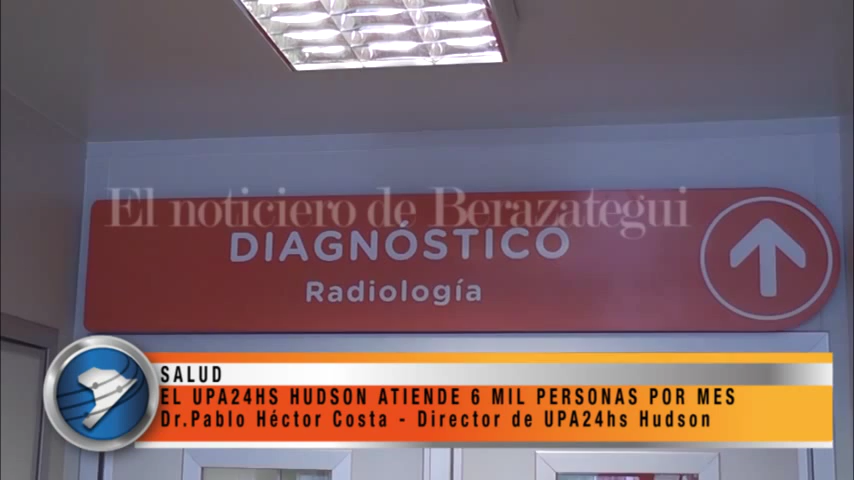 El noticiero de Berazategui
DIAGNÓSTICO
Radiología
SALUD
EL UPA24HS HUDSON ATIENDE 6 MIL PERSONAS POR MES
Dr.Pablo Héctor Costa - Director de UPA24hs Hudson